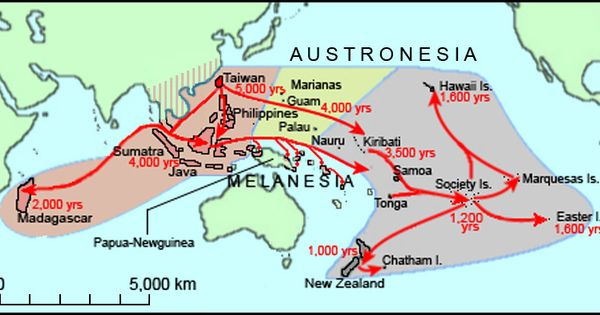 AUSTRONESIA
Taiwan
5,000 yrs
Marianas
Guam
Hawaii Is.
1,600 yrs
4,000 yrs
Philippines
Palau
Nauru
Kiribati
3,500 yrs
Sumatra
4,000 yrs
Java
MELANESIA
Samoa
Society Is.
Marquesas Is.
2,000 yrs
Madagascar
Tonga
1,200
yrs
Easter I.
1,600 yrs
Papua-Newguinea
1,000 yrs
Chatham I.
New Zealand
0
5,000 km